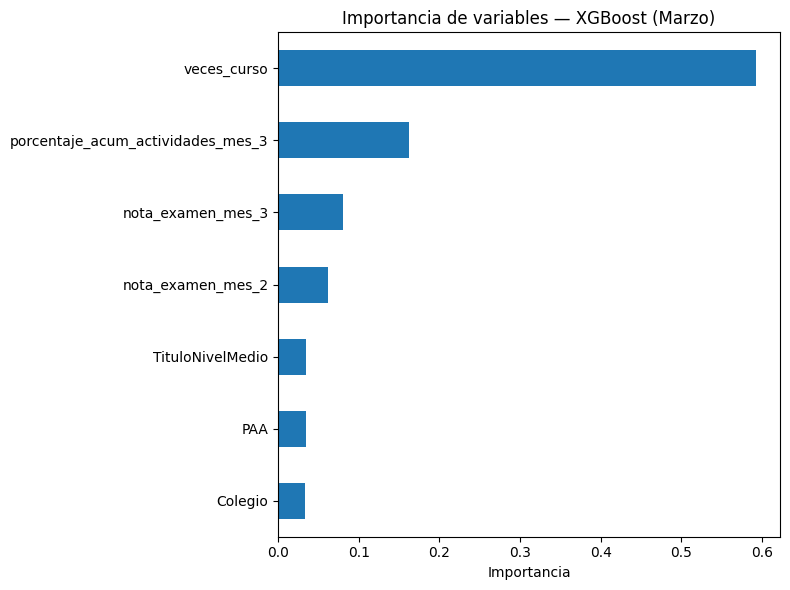 Importancia de variables — XGBoost (Marzo)
veces_curso
porcentaje_acum_actividades_mes_3
nota_examen_mes_3
nota_examen_mes_2
TituloNivelMedio
PAA
Colegio
0.0 0.1 0.2 0.3 0.4 0.5 0.6
Importancia